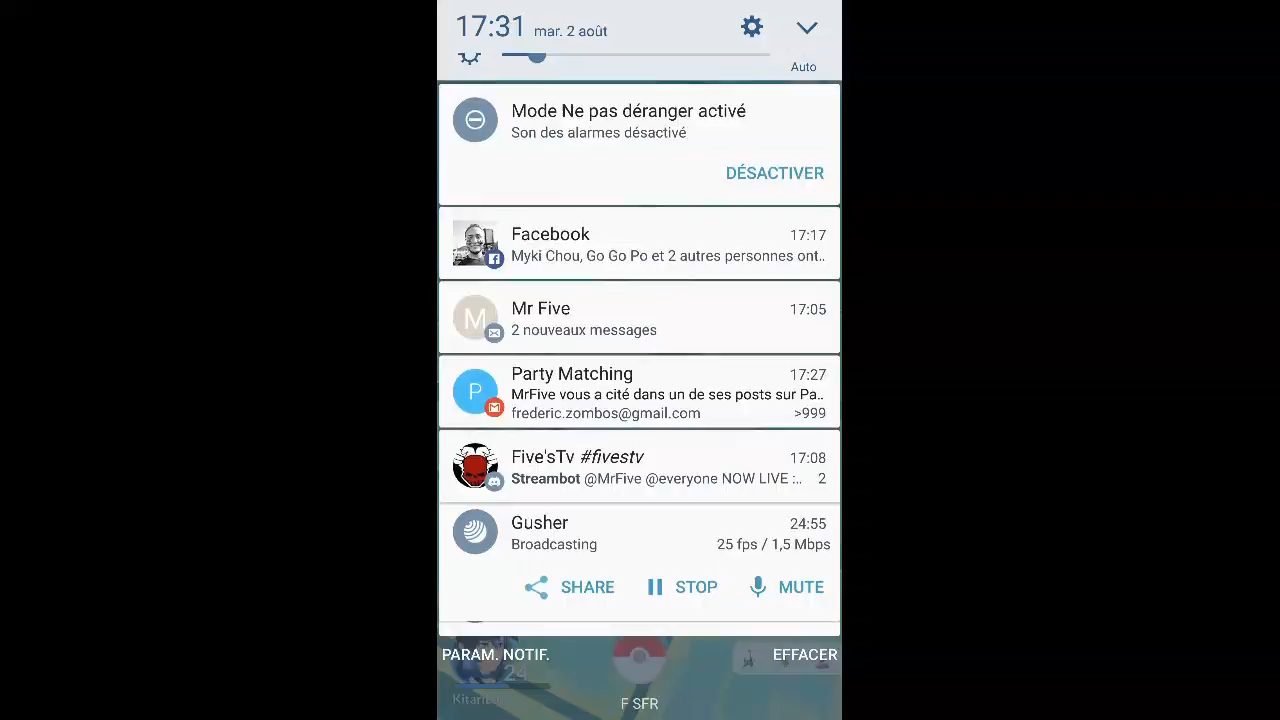 17:31 mar. 2 août
Auto
Mode Ne pas déranger activé
Son des alarmes désactivé
DÉSACTIVER
Facebook 17:17
Myki Chou, Go Go Po et 2 autres personnes ont..
M
Mr Five 17:05
2 nouveaux messages
P
Party Matching 17:27
MrFive vous a cité dans un de ses posts sur Pa..
frederic.zombos@gmail.com >999
Five'sTv #fivestv 17:08
Streambot @MrFive @everyone NOW LIVE :.. 2
Gusher 24:55
Broadcasting 25 fps / 1,5 Mbps
SHARE STOP MUTE
PARAM. NOTIF. EFFACER
F SFR